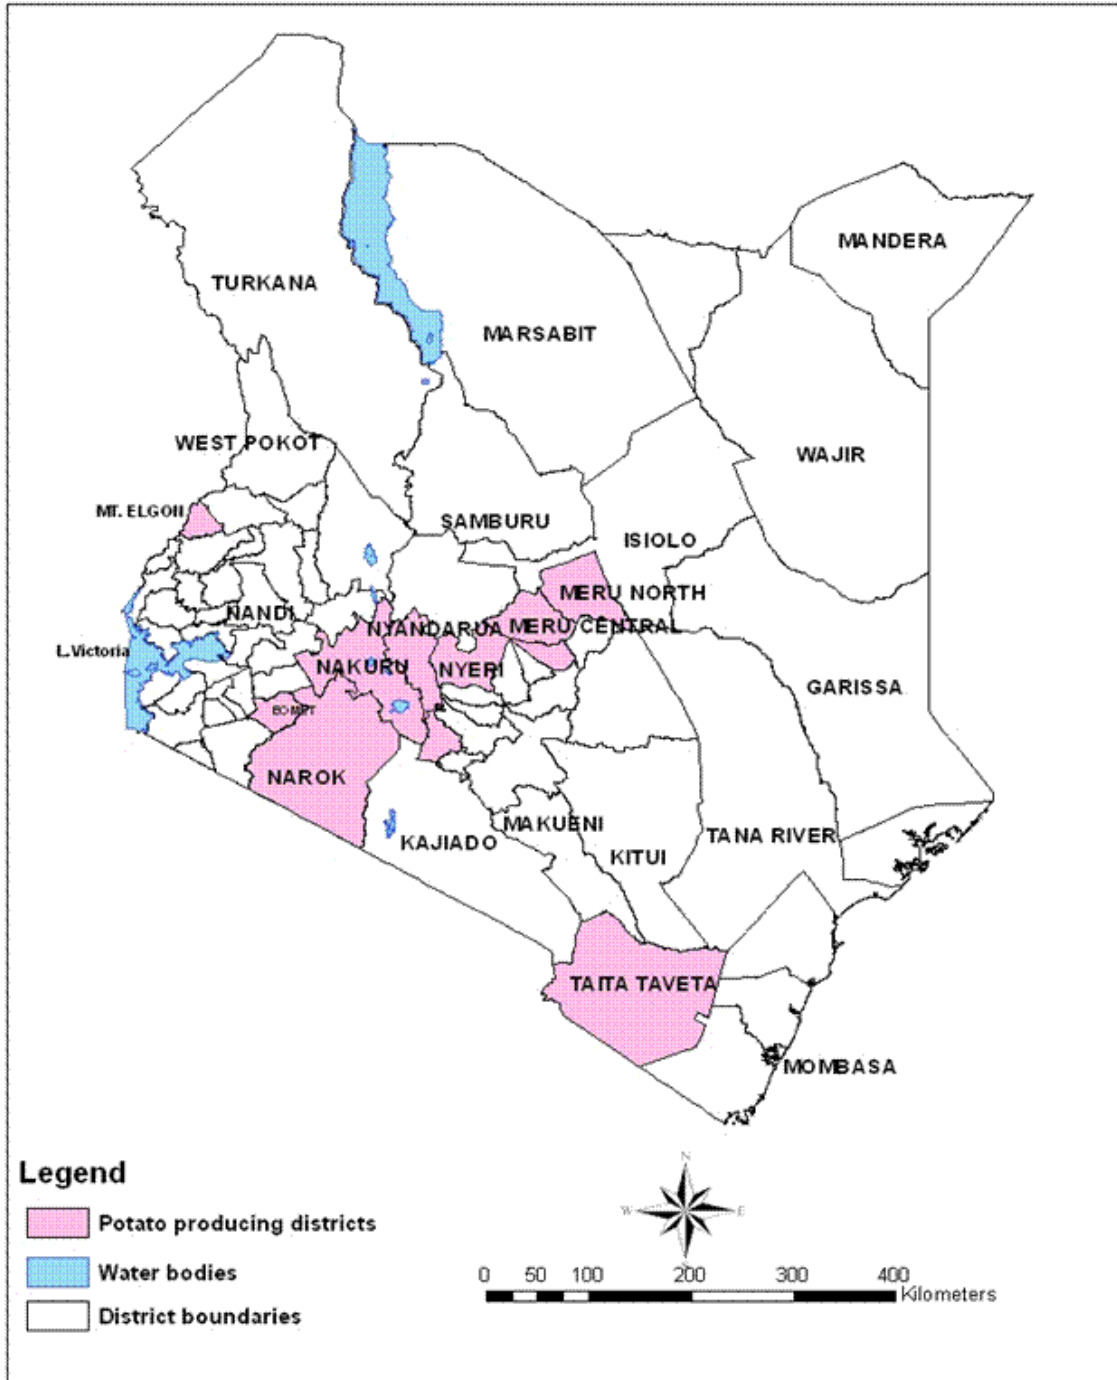 MANDERA
TURKANA
MARSABIT
WEST POKOT
WAJIR
MT. ELGON
SAMBURU
ISIOLO
MERU NORTH
NANDI
NYANDARUA
MERU CENTRAL
L.Victoria
NAKURU
NYERI
GARISSA
BOMET
NAROK
MAKUENI
TANA RIVER
KAJIADO
KITUI
TAITA TAVETA
MOMBASA
Legend
N
W
E
S
Potato producing districts
Water bodies
District boundaries
0 50 100 200 300 400
Kilometers